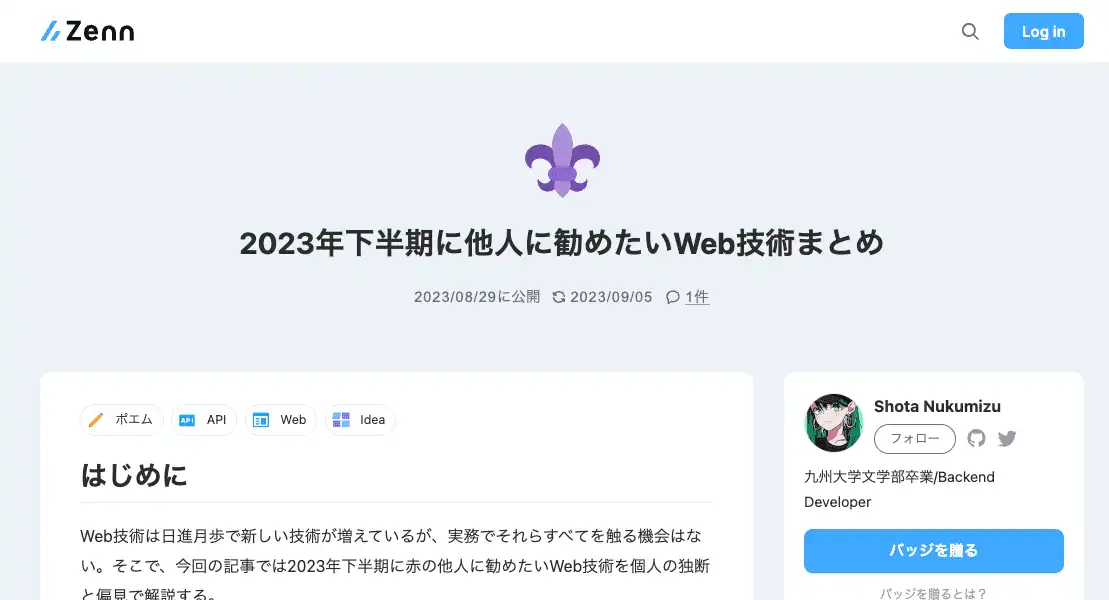 Zenn
Log in
2023年下半期に他人に勧めたいWeb技術まとめ
2023/08/29に公開 2023/09/05 1件
ポエム API API Web Idea
はじめに
Web技術は日進月歩で新しい技術が増えているが、実務でそれらすべてを触る機会はな
い。そこで、今回の記事では2023年下半期に赤の他人に勧めたいWeb技術を個人の独断
と偏見で解説する。
Shota Nukumizu
フォロー
九州大学文学部卒業/Backend
Developer
バッジを贈る
バッジを贈るとは？